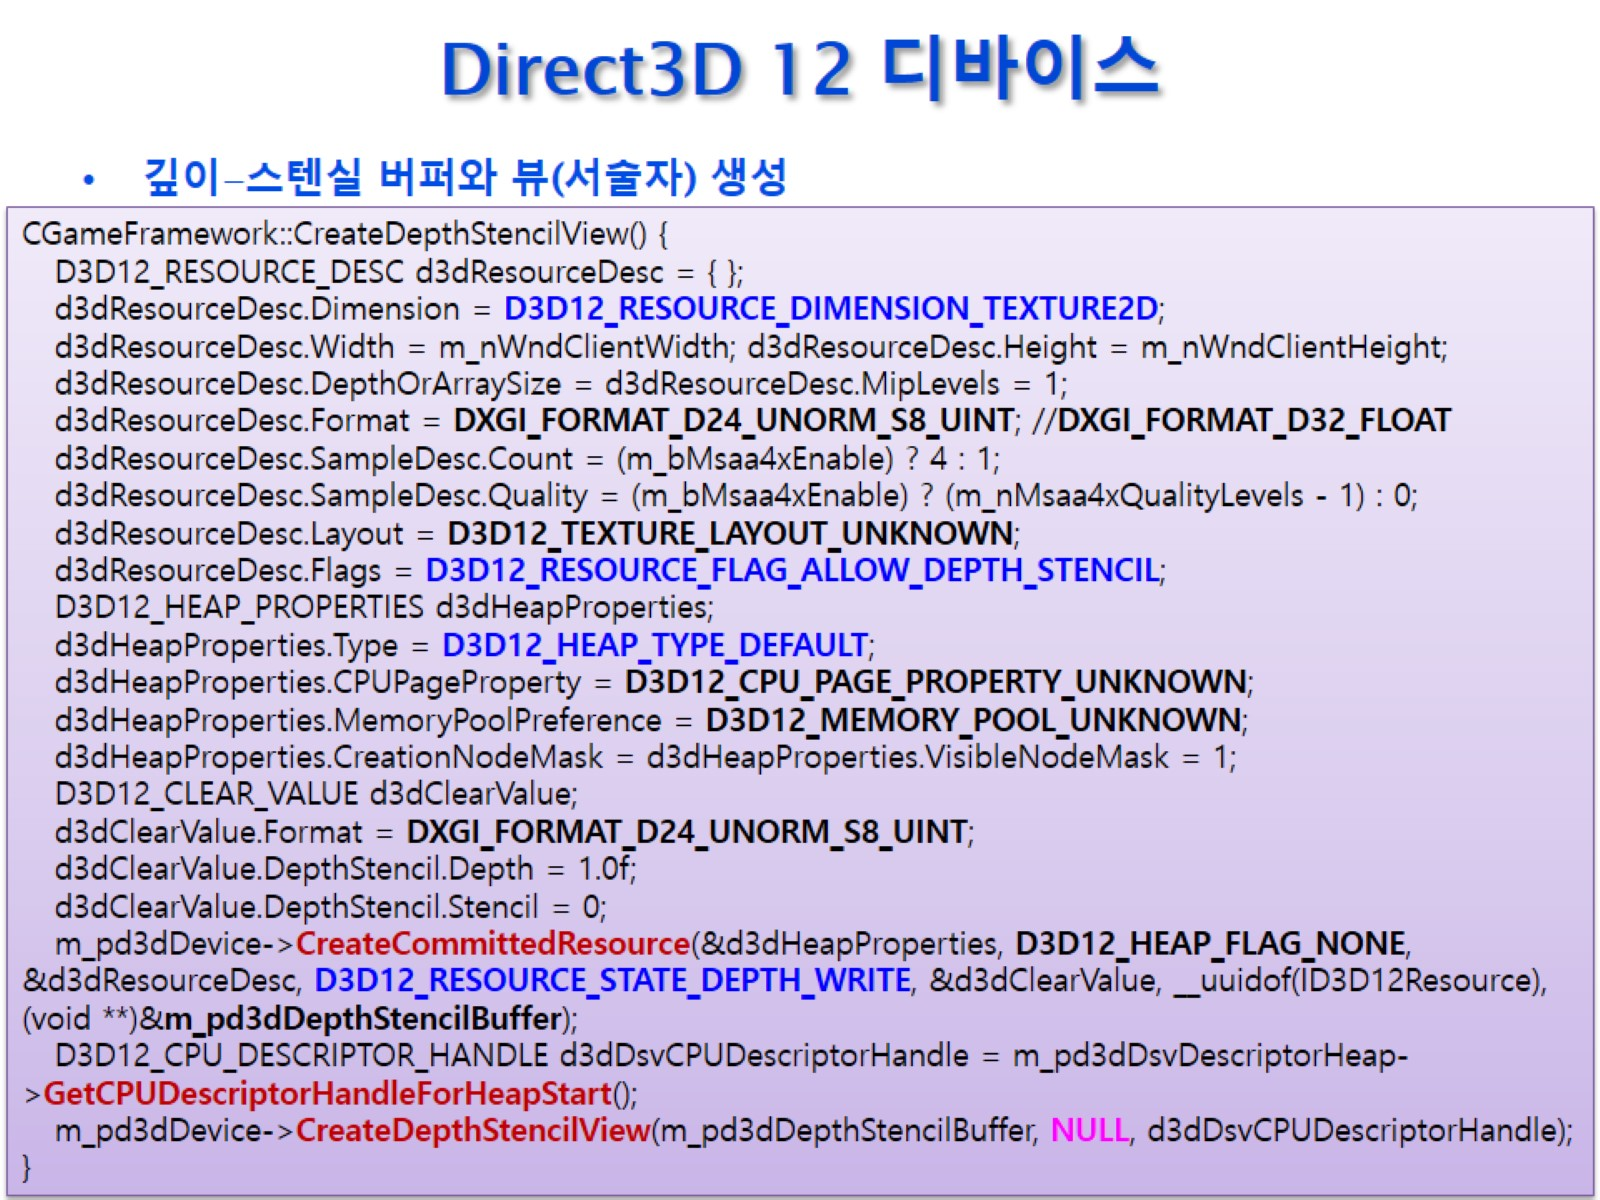 Direct3D 12 디바이스
• 깊이–스텐실 버퍼와 뷰(서술자) 생성
CGameFramework::CreateDepthStencilView() {
D3D12_RESOURCE_DESC d3dResourceDesc = { };
d3dResourceDesc.Dimension = D3D12_RESOURCE_DIMENSION_TEXTURE2D;
d3dResourceDesc.Width = m_nWndClientWidth; d3dResourceDesc.Height = m_nWndClientHeight;
d3dResourceDesc.DepthOrArraySize = d3dResourceDesc.MipLevels = 1;
d3dResourceDesc.Format = DXGI_FORMAT_D24_UNORM_S8_UINT; //DXGI_FORMAT_D32_FLOAT
d3dResourceDesc.SampleDesc.Count = (m_bMsaa4xEnable) ? 4 : 1;
d3dResourceDesc.SampleDesc.Quality = (m_bMsaa4xEnable) ? (m_nMsaa4xQualityLevels - 1) : 0;
d3dResourceDesc.Layout = D3D12_TEXTURE_LAYOUT_UNKNOWN;
d3dResourceDesc.Flags = D3D12_RESOURCE_FLAG_ALLOW_DEPTH_STENCIL;
D3D12_HEAP_PROPERTIES d3dHeapProperties;
d3dHeapProperties.Type = D3D12_HEAP_TYPE_DEFAULT;
d3dHeapProperties.CPUPageProperty = D3D12_CPU_PAGE_PROPERTY_UNKNOWN;
d3dHeapProperties.MemoryPoolPreference = D3D12_MEMORY_POOL_UNKNOWN;
d3dHeapProperties.CreationNodeMask = d3dHeapProperties.VisibleNodeMask = 1;
D3D12_CLEAR_VALUE d3dClearValue;
d3dClearValue.Format = DXGI_FORMAT_D24_UNORM_S8_UINT;
d3dClearValue.DepthStencil.Depth = 1.0f;
d3dClearValue.DepthStencil.Stencil = 0;
m_pd3dDevice->CreateCommittedResource(&d3dHeapProperties, D3D12_HEAP_FLAG_NONE,
&d3dResourceDesc, D3D12_RESOURCE_STATE_DEPTH_WRITE, &d3dClearValue, __uuidof(ID3D12Resource),
(void **)&m_pd3dDepthStencilBuffer);
D3D12_CPU_DESCRIPTOR_HANDLE d3dDsvCPUDescriptorHandle = m_pd3dDsvDescriptorHeap-
>GetCPUDescriptorHandleForHeapStart();
m_pd3dDevice->CreateDepthStencilView(m_pd3dDepthStencilBuffer, NULL, d3dDsvCPUDescriptorHandle);
}